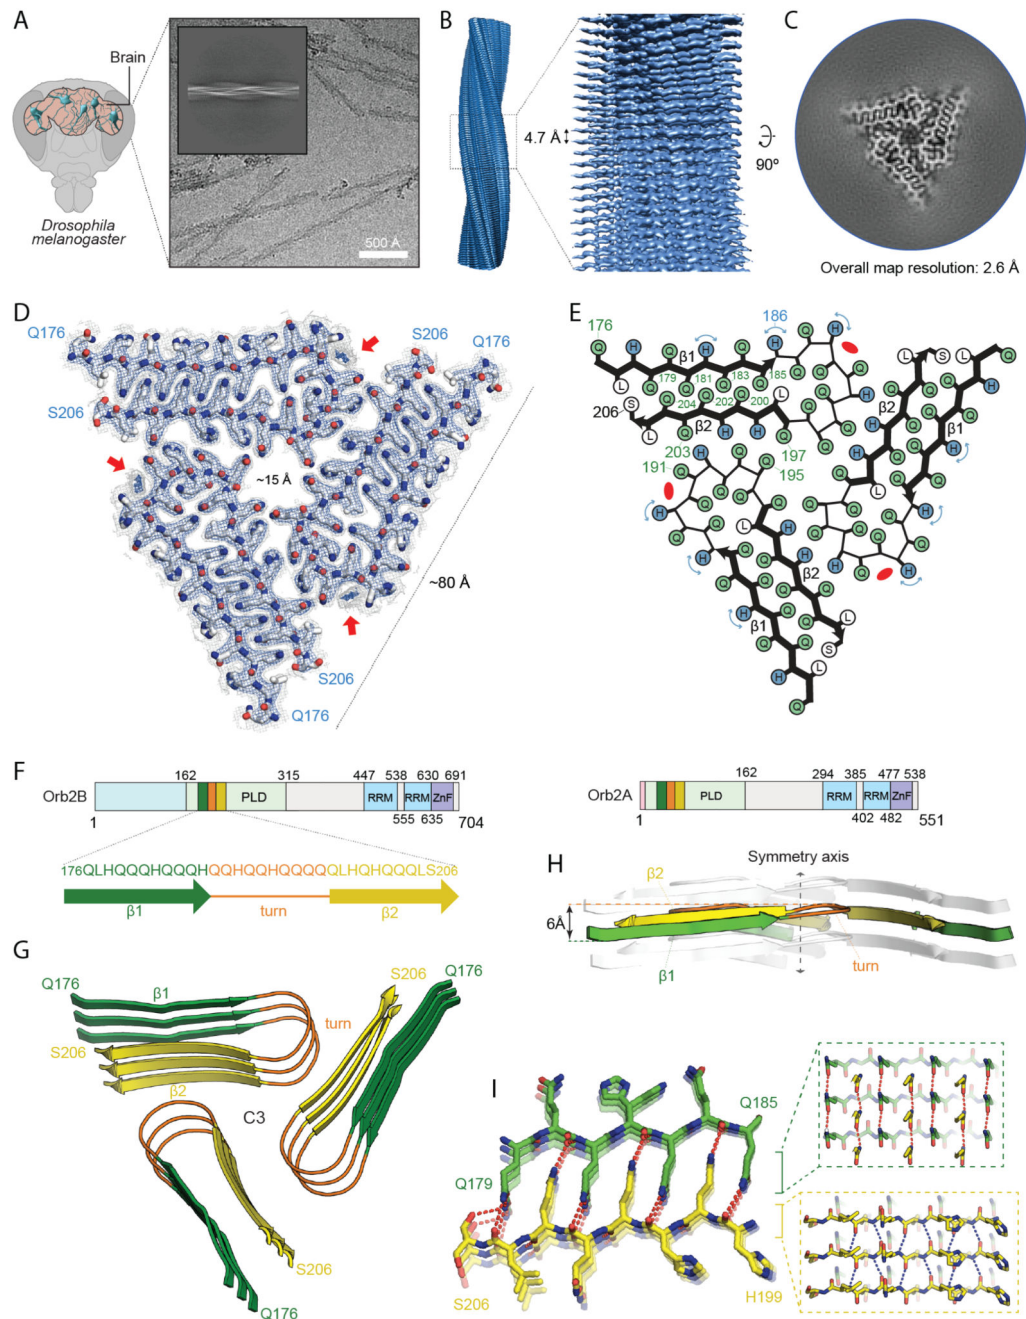 A
Brain
Drosophila
melanogaster
500 Å
B
4.7 Å
90º
C
Overall map resolution: 2.6 Å
D
Q176
S206
S206
Q176
~15 Å
~80 Å
S206
Q176
E
176
186
H
H
H
Q
Q
Q
Q
β1
L
179
181
183
185
S
L
204
202
200
206
β2
203
191
197
195
β2
β1
β2
β1
F
Orb2B
162
315
447
538
630
691
PLD
RRM
RRM
ZnF
1
555
635
704
Orb2A
162
294
385
477
538
PLD
RRM
RRM
ZnF
1
402
482
551
176QLHQQQHQQQHQQHQQHQQQQQLHQHQQQLS206
β1
turn
β2
G
Q176
β1
S206
β2
turn
C3
S206
Q176
S206
Q176
H
Symmetry axis
β2
6Å
β1
turn
I
Q185
Q179
S206
H199